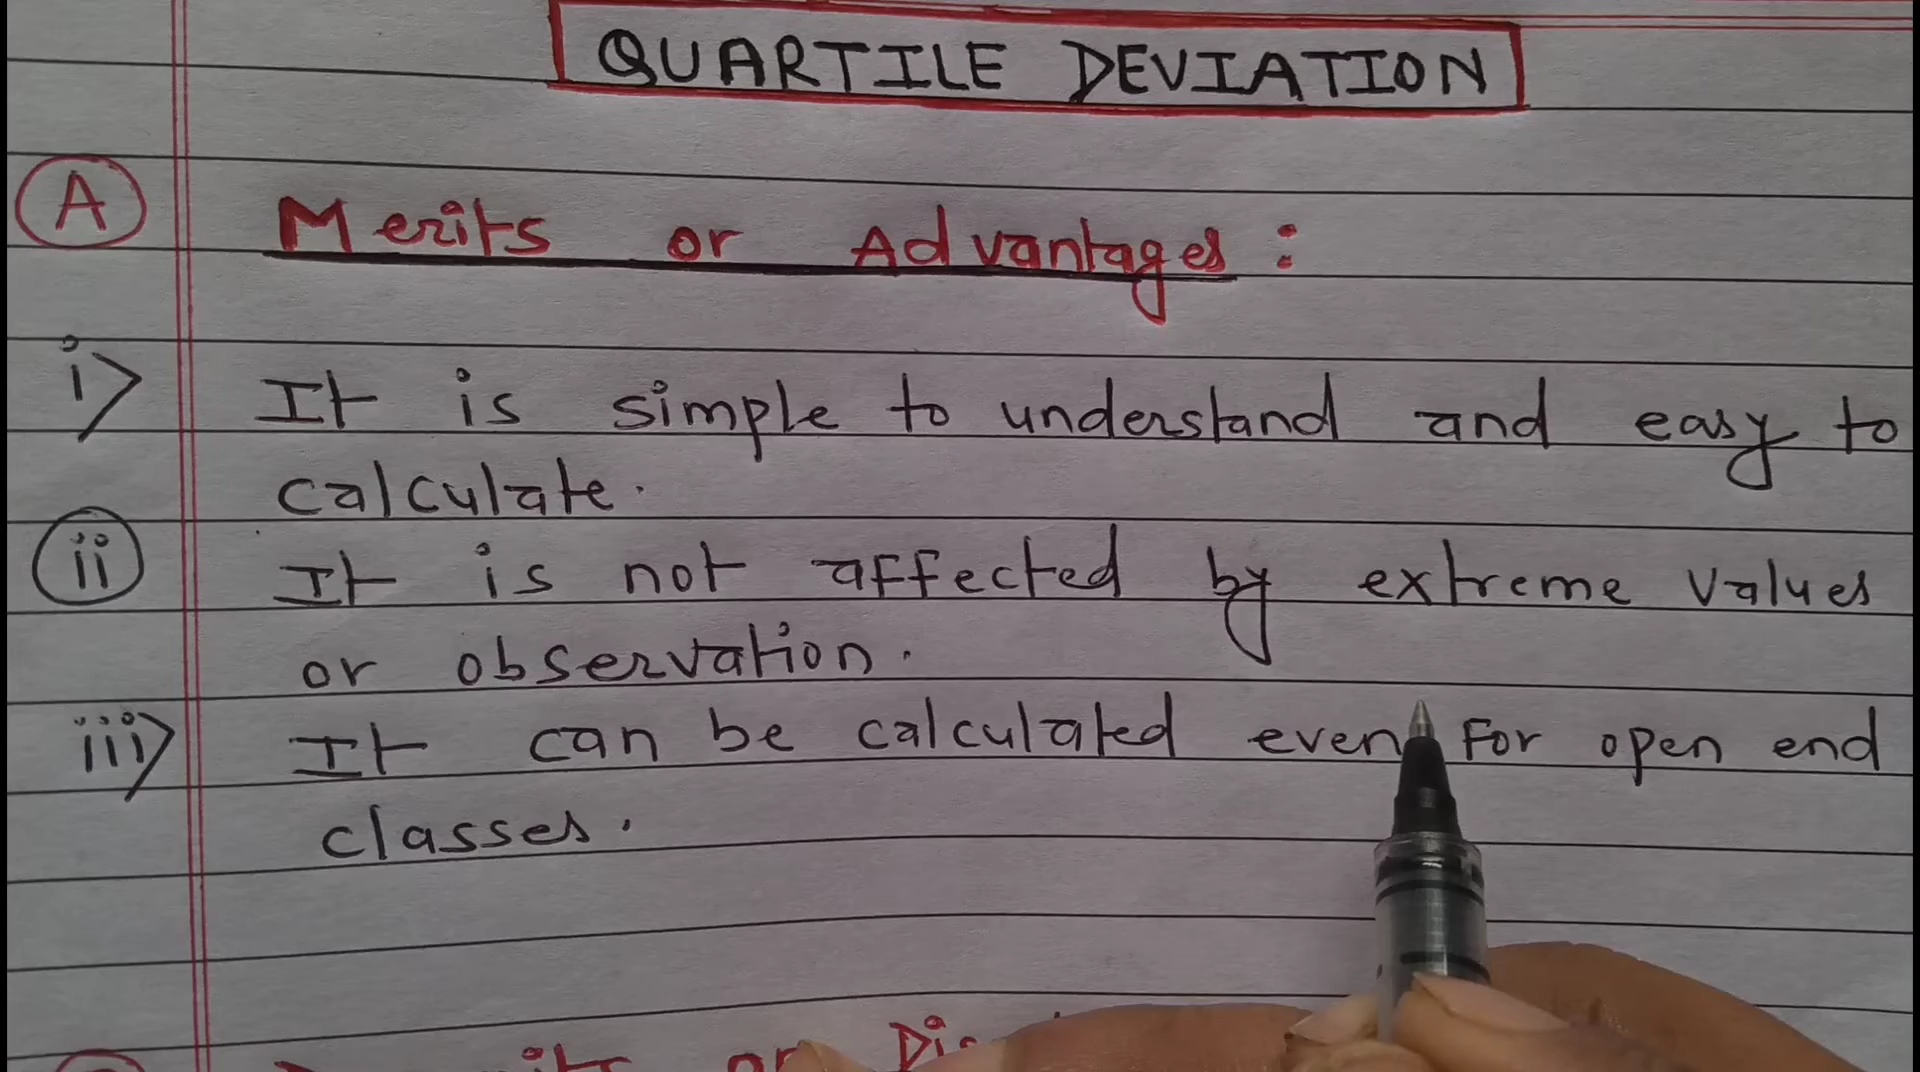 QUARTILE DEVIATION
A Merits or Advantages :
i) It is simple to understand and easy to
calculate.
ii It is not affected by extreme values
or observation.
iii) It can be calculated even for open end
classes.
or